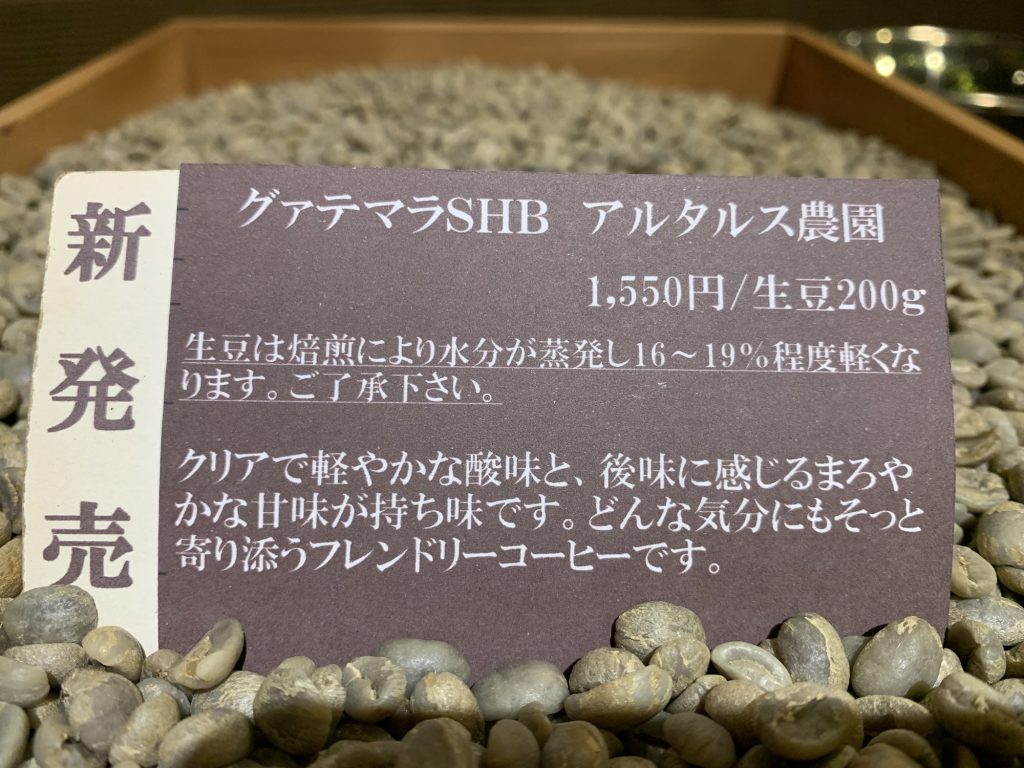 新発売
グァテマラSHB アルタルス農園
1,550円/生豆200g
生豆は焙煎により水分が蒸発し16～19%程度軽くな
ります。ご了承下さい。
クリアで軽やかな酸味と、後味に感じるまろや
かな甘味が持ち味です。どんな気分にもそっと
寄り添うフレンドリーコーヒーです。